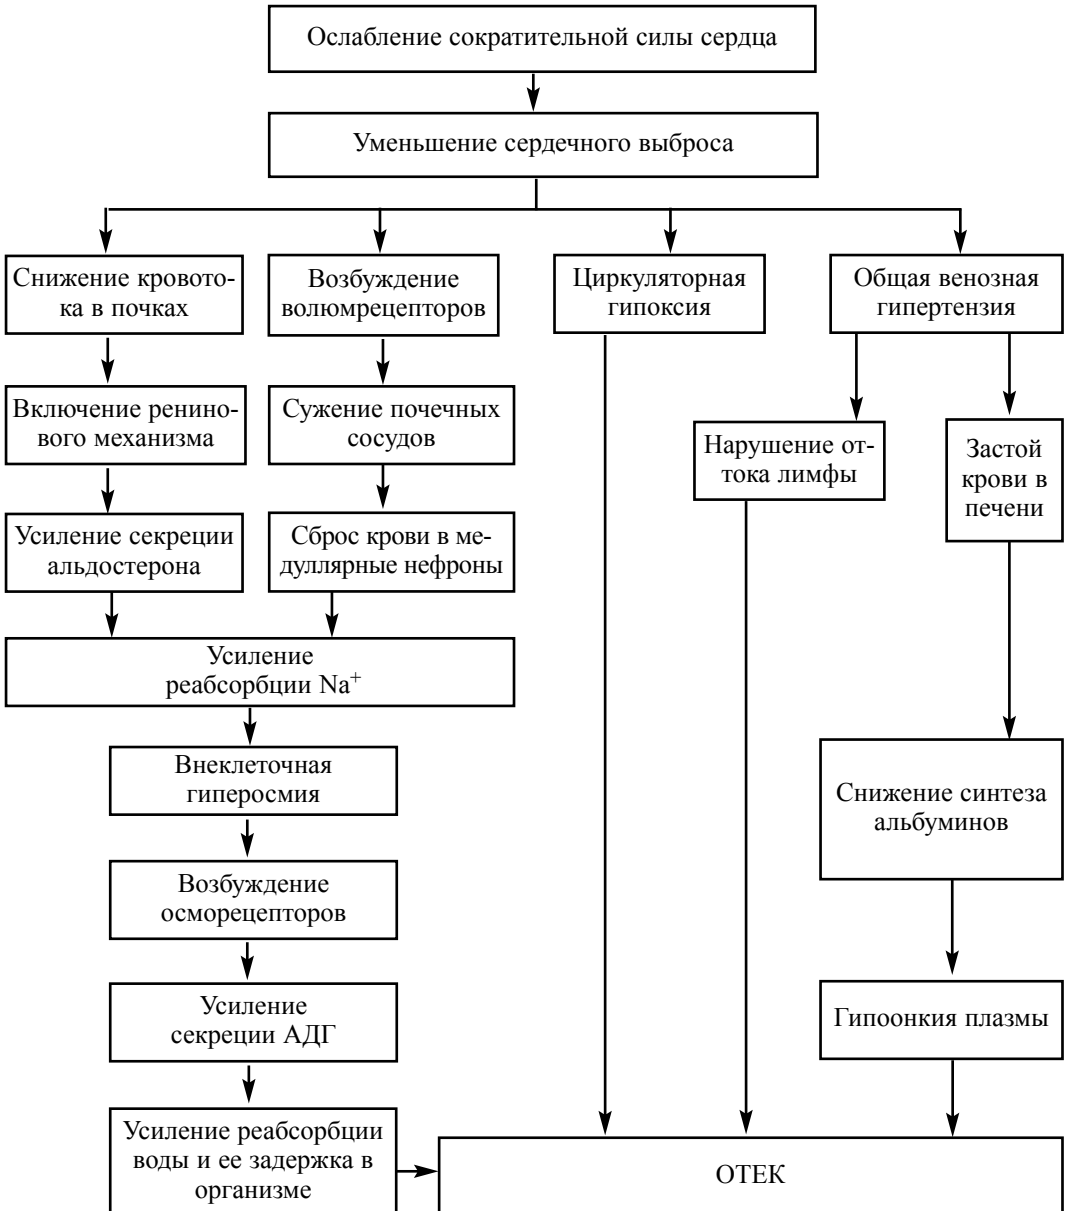 Ослабление сократительной силы сердца
Уменьшение сердечного выброса
Снижение кровото-
ка в почках
Возбуждение
волюмрецепторов
Циркуляторная
гипоксия
Общая венозная
гипертензия
Включение ренино-
вого механизма
Сужение почечных
сосудов
Нарушение от-
тока лимфы
Застой
крови в
печени
Усиление секреции
альдостерона
Сброс крови в ме-
дуллярные нефроны
Усиление
реабсорбции Na⁺
Внеклеточная
гиперосмия
Снижение синтеза
альбуминов
Возбуждение
осморецепторов
Усиление
секреции АДГ
Гипоонкия плазмы
Усиление реабсорбции
воды и ее задержка в
организме
ОТЕК